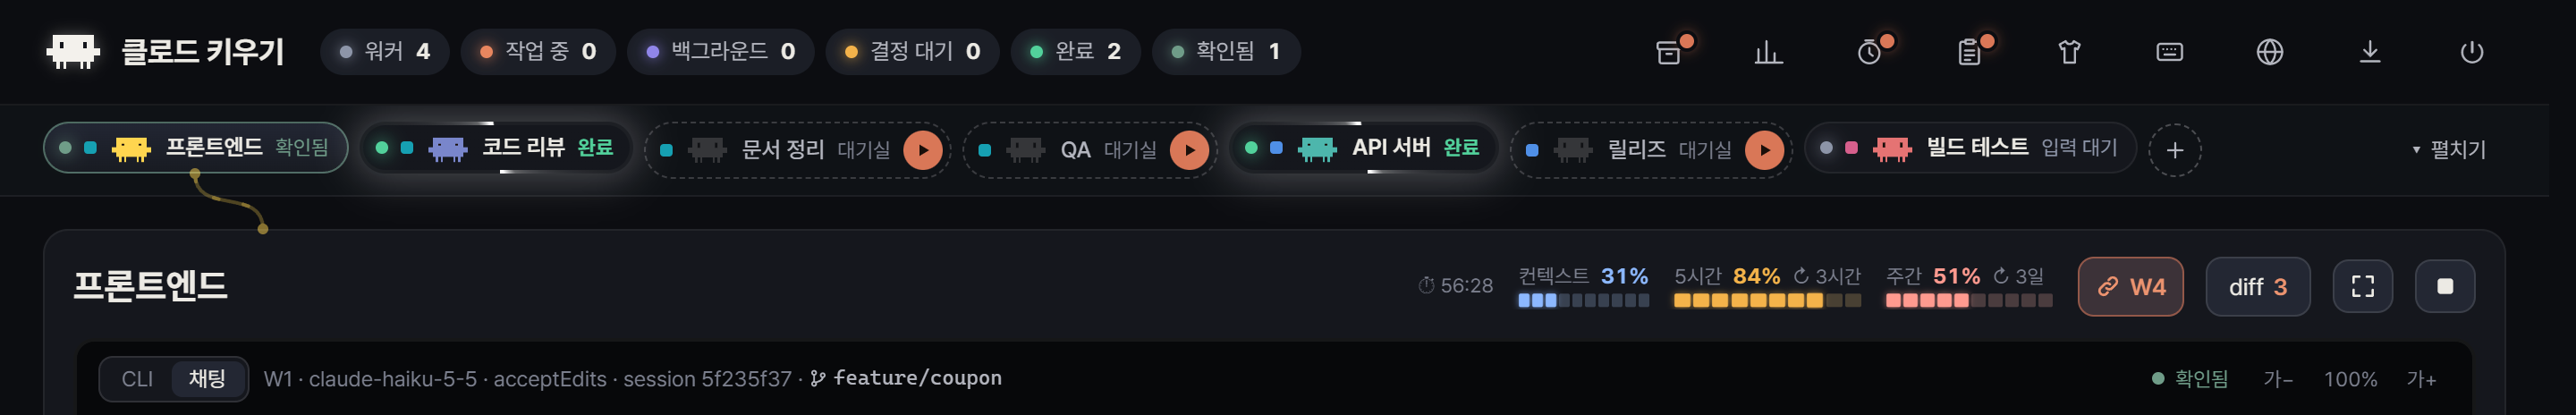 클로드 키우기 워커 4 작업 중 0 백그라운드 0 결정 대기 0 완료 2 확인됨 1
프론트엔드 확인됨 코드 리뷰 완료 문서 정리 대기실 QA 대기실 API 서버 완료 릴리즈 대기실 빌드 테스트 입력 대기 + ▼ 펼치기
프론트엔드 ⏱ 56:28 컨텍스트 31% 5시간 84% ↻ 3시간 주간 51% ↻ 3일 W4 diff 3
CLI 채팅 W1 · claude-haiku-5-5 · acceptEdits · session 5f235f37 · feature/coupon 확인됨 가− 100% 가+